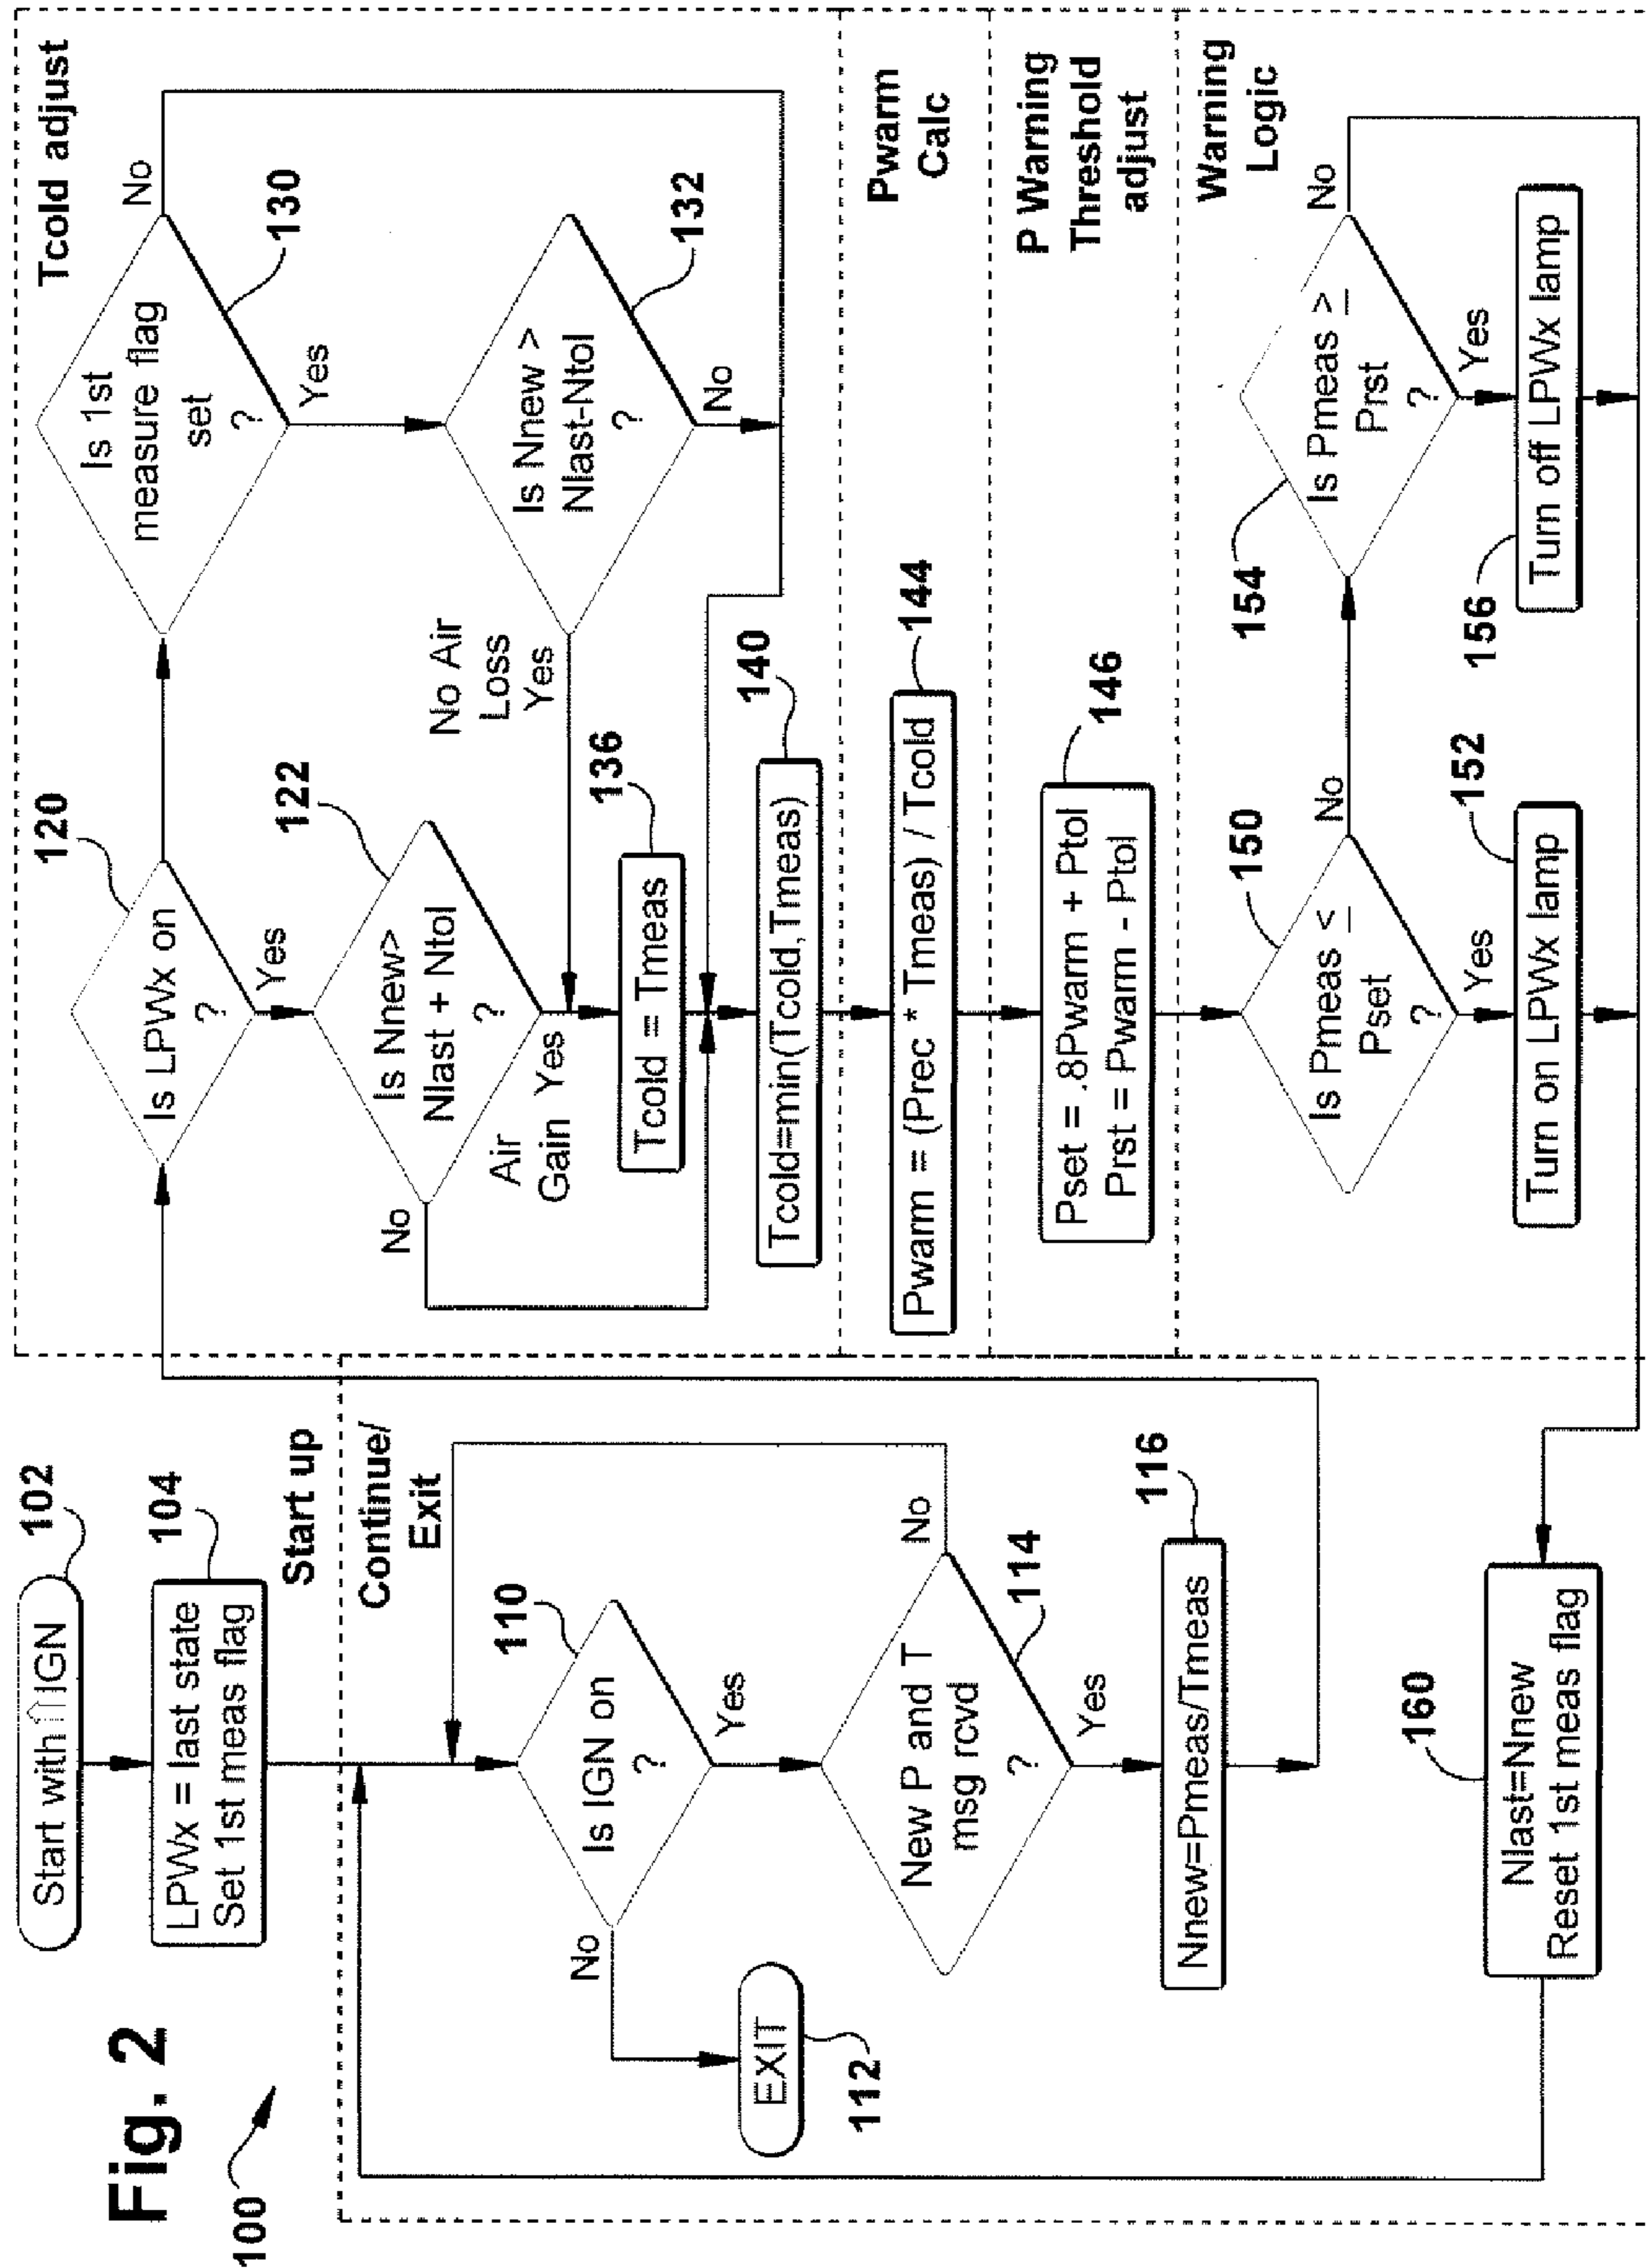 Fig. 2
100
Start with ⇑IGN
102
LPWx = last state
Set 1st meas flag
104
Start up
Continue/
Exit
Is IGN on
?
110
No
Yes
EXIT
112
New P and T
msg rcvd
?
114
No
Yes
Nnew=Pmeas/Tmeas
116
Nlast=Nnew
Reset 1st meas flag
160
Tcold adjust
Is LPWx on
?
120
Yes
Is 1st
measure flag
set
?
No
130
Yes
Is Nnew>
Nlast + Ntol
?
122
No
Air
Gain Yes
Is Nnew >
Nlast-Ntol
?
132
No
No Air
Loss
Yes
Tcold = Tmeas
136
Tcold=min(Tcold,Tmeas)
140
Pwarm
Calc
Pwarm = (Prec * Tmeas) / Tcold
144
P Warning
Threshold
adjust
Pset = .8Pwarm + Ptol
Prst = Pwarm - Ptol
146
Warning
Logic
Is Pmeas ≤
Pset
?
150
No
Yes
Turn on LPWx lamp
152
Is Pmeas ≥
Prst
?
154
No
Yes
Turn off LPWx lamp
156